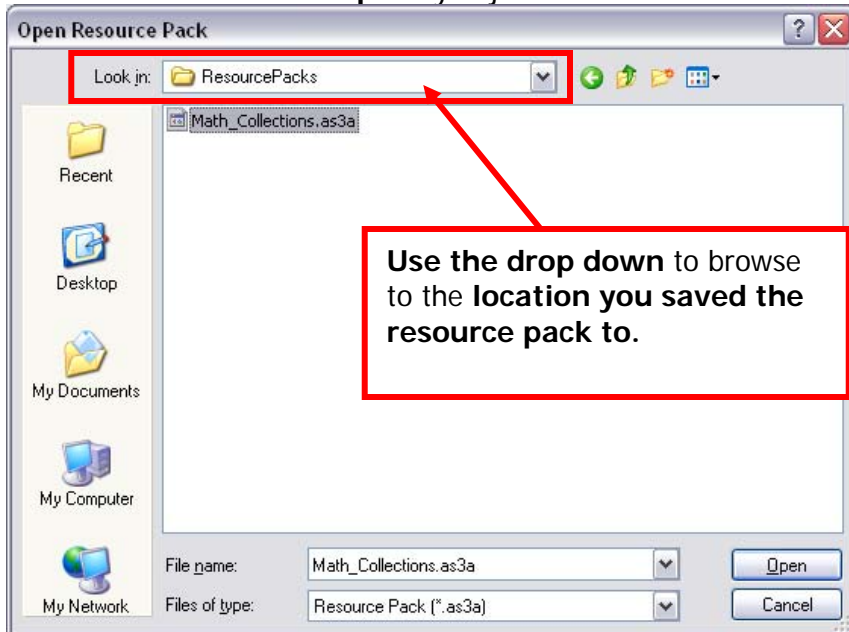 Open Resource Pack
Look in: ResourcePacks
Math_Collections.as3a
Recent
Desktop
My Documents
My Computer
My Network
Use the drop down to browse
to the location you saved the
resource pack to.
File name: Math_Collections.as3a Open
Files of type: Resource Pack (*.as3a) Cancel